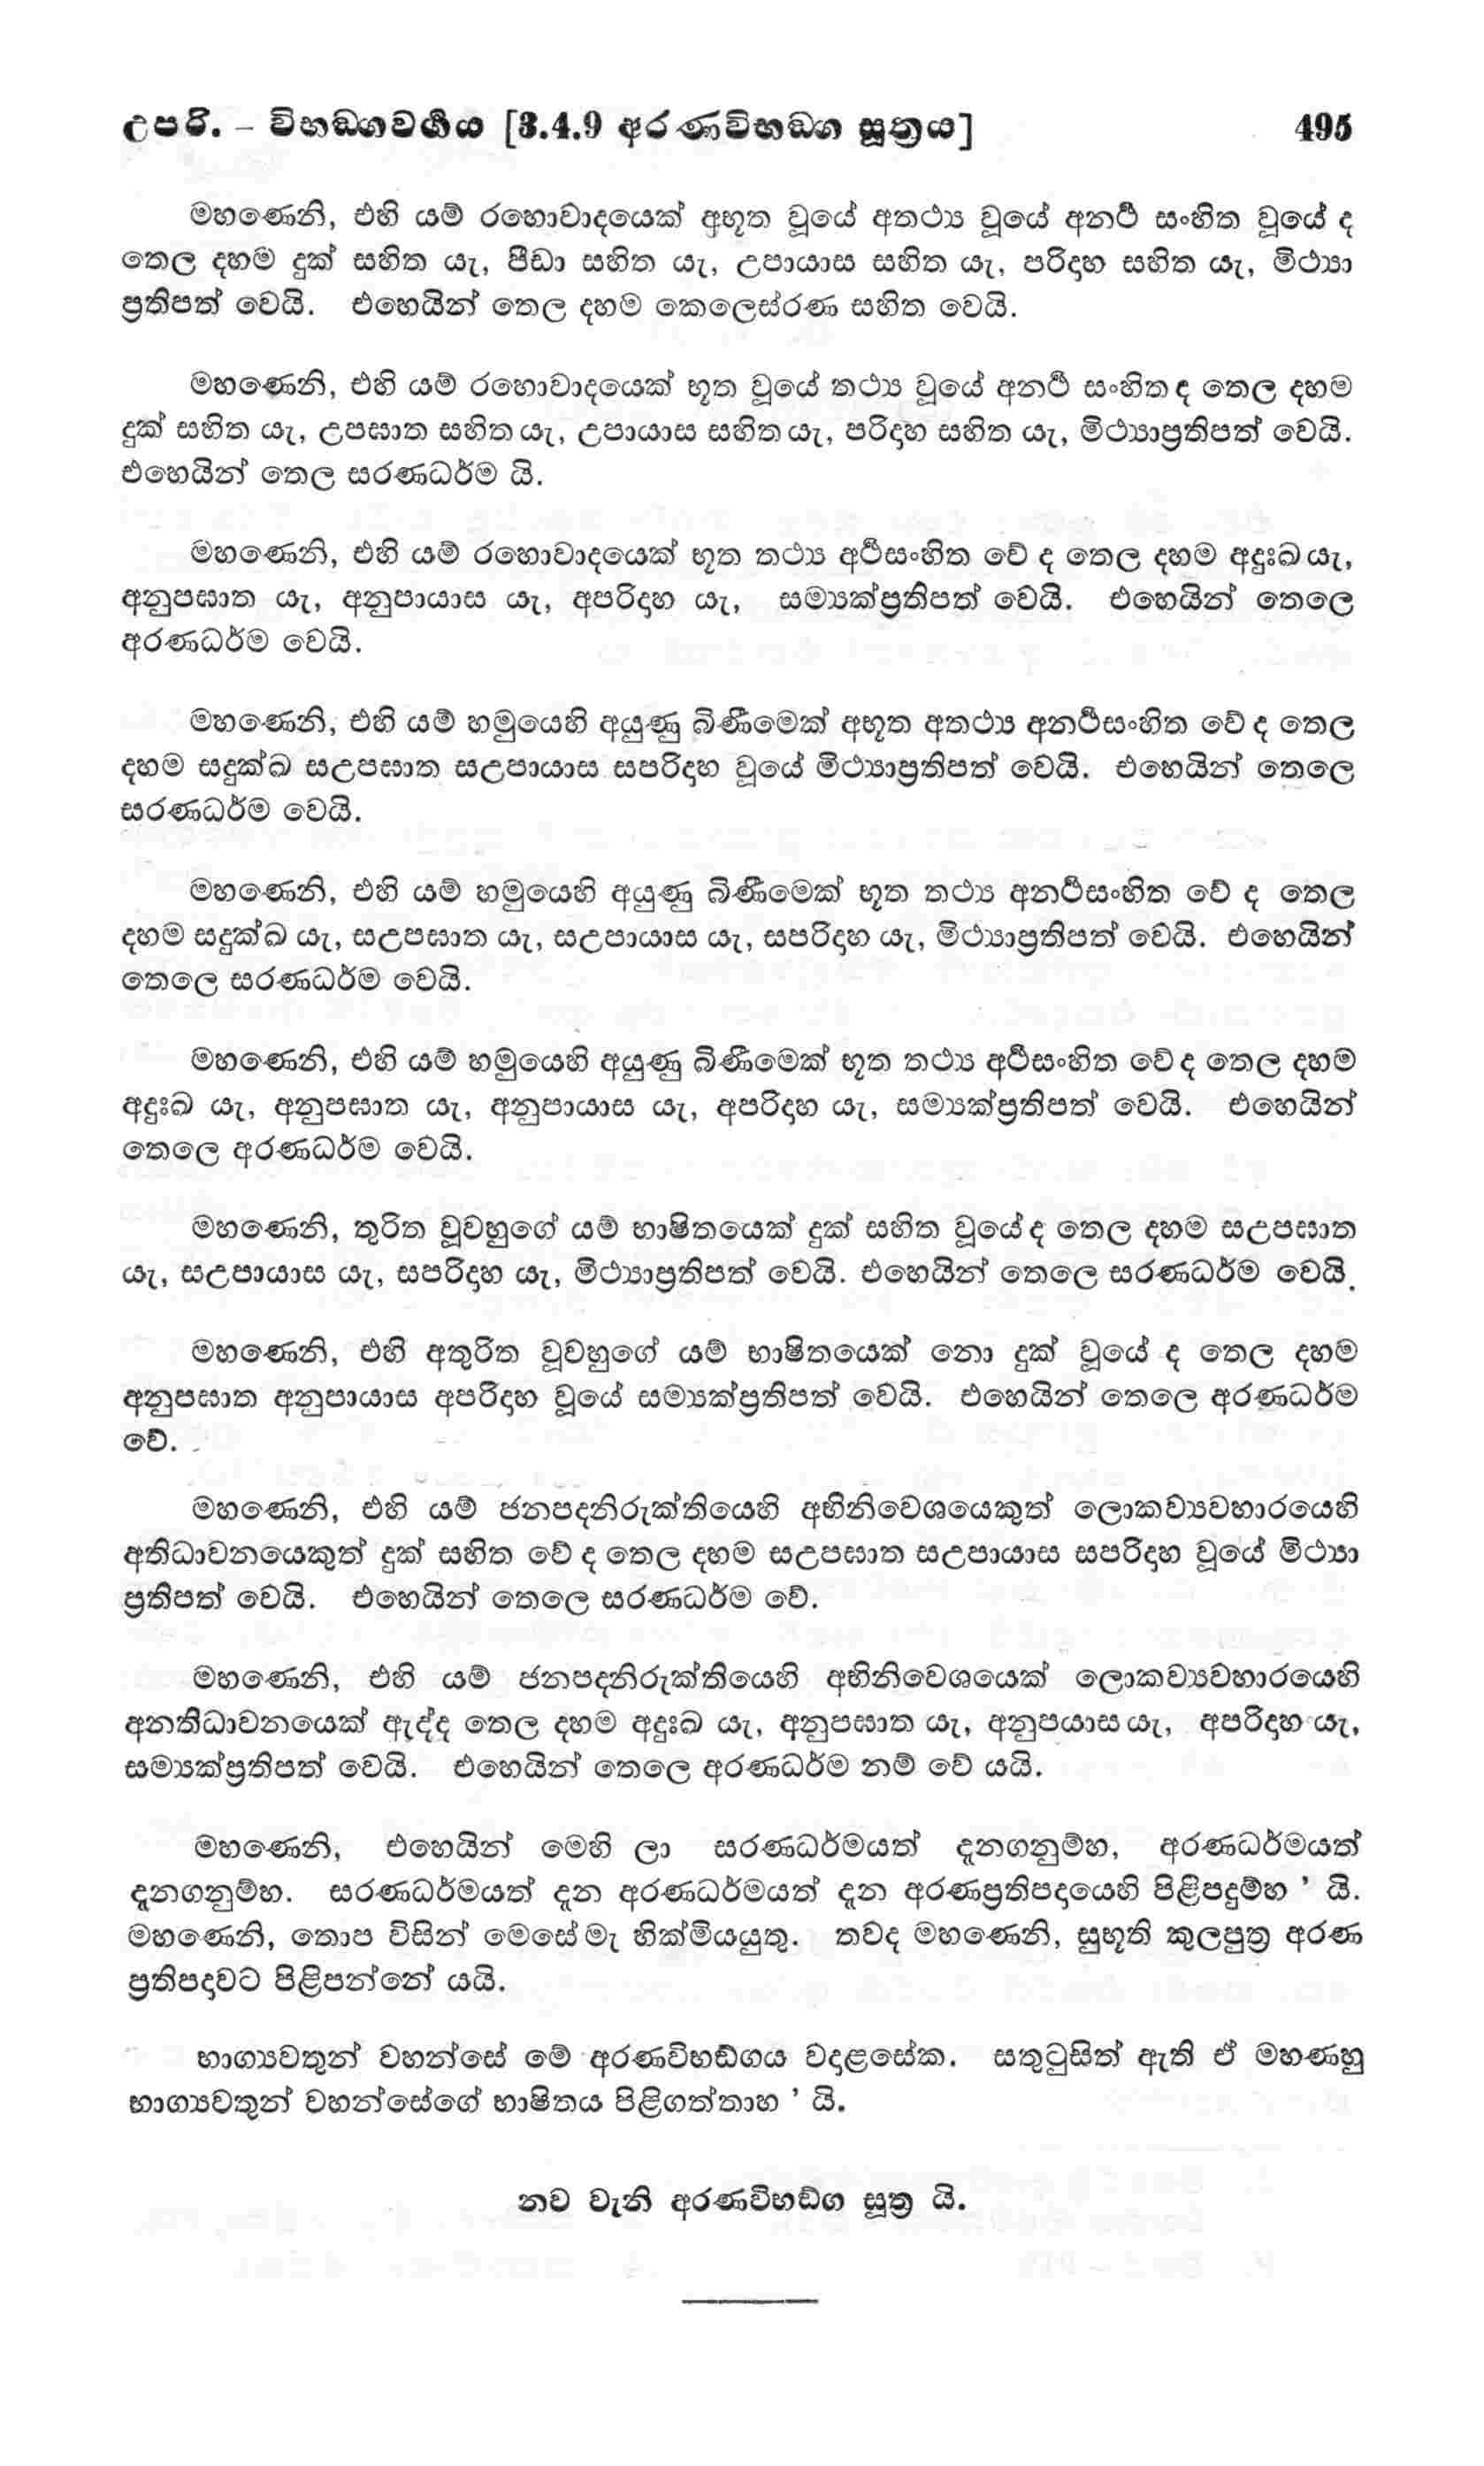 උපරි. – විභඞ්ගවර්‍ගය [3.4.9 අරණවිභඞ්ග සූත්‍රය] 495
මහණෙනි, එහි යම් රහොවාදයෙක් අභූත වූයේ අතථ්‍ය වූයේ අනර්‍ථ සංහිත වූයේ ද
තෙල දහම දුක් සහිත යැ, පීඩා සහිත යැ, උපායාස සහිත යැ, පරිදාහ සහිත යැ, මිථ්‍යා
ප්‍රතිපත් වෙයි. එහෙයින් තෙල දහම කෙලෙස්රණ සහිත වෙයි.
මහණෙනි, එහි යම් රහොවාදයෙක් භූත වූයේ තථ්‍ය වූයේ අනර්‍ථ සංහිත ද තෙල දහම
දුක් සහිත යැ, උපඝාත සහිත යැ, උපායාස සහිත යැ, පරිදාහ සහිත යැ, මිථ්‍යාප්‍රතිපත් වෙයි.
එහෙයින් තෙල සරණධර්ම යි.
මහණෙනි, එහි යම් රහොවාදයෙක් භූත තථ්‍ය අර්‍ථසංහිත වේ ද තෙල දහම අදුඃඛ යැ,
අනුපඝාත යැ, අනුපායාස යැ, අපරිදාහ යැ, සම්‍යක්ප්‍රතිපත් වෙයි. එහෙයින් තෙලෙ
අරණධර්ම වෙයි.
මහණෙනි, එහි යම් හමුයෙහි අයුණු බිණීමෙක් අභූත අතථ්‍ය අනර්‍ථසංහිත වේ ද තෙල
දහම සදුක්ඛ සඋපඝාත සඋපායාස සපරිදාහ වූයේ මිථ්‍යාප්‍රතිපත් වෙයි. එහෙයින් තෙලෙ
සරණධර්ම වෙයි.
මහණෙනි, එහි යම් හමුයෙහි අයුණු බිණීමෙක් භූත තථ්‍ය අනර්‍ථසංහිත වේ ද තෙල
දහම සදුක්ඛ යැ, සඋපඝාත යැ, සඋපායාස යැ, සපරිදාහ යැ, මිථ්‍යාප්‍රතිපත් වෙයි. එහෙයින්
තෙලෙ සරණධර්ම වෙයි.
මහණෙනි, එහි යම් හමුයෙහි අයුණු බිණීමෙක් භූත තථ්‍ය අර්‍ථසංහිත වේ ද තෙල දහම
අදුඃඛ යැ, අනුපඝාත යැ, අනුපායාස යැ, අපරිදාහ යැ, සම්‍යක්ප්‍රතිපත් වෙයි. එහෙයින්
තෙලෙ අරණධර්ම වෙයි.
මහණෙනි, තුරිත වූවහුගේ යම් භාෂිතයෙක් දුක් සහිත වූයේ ද තෙල දහම සඋපඝාත
යැ, සඋපායාස යැ, සපරිදාහ යැ, මිථ්‍යාප්‍රතිපත් වෙයි. එහෙයින් තෙලෙ සරණධර්ම වෙයි.
මහණෙනි, එහි අතුරිත වූවහුගේ යම් භාෂිතයෙක් නො දුක් වූයේ ද තෙල දහම
අනුපඝාත අනුපායාස අපරිදාහ වූයේ සම්‍යක්ප්‍රතිපත් වෙයි. එහෙයින් තෙලෙ අරණධර්ම
වේ.
මහණෙනි, එහි යම් ජනපදනිරුක්තියෙහි අභිනිවෙශයෙකුත් ලොකව්‍යවහාරයෙහි
අතිධාවනයෙකුත් දුක් සහිත වේ ද තෙල දහම සඋපඝාත සඋපායාස සපරිදාහ වූයේ මිථ්‍යා
ප්‍රතිපත් වෙයි. එහෙයින් තෙලෙ සරණධර්ම වේ.
මහණෙනි, එහි යම් ජනපදනිරුක්තියෙහි අභිනිවෙශයෙක් ලොකව්‍යවහාරයෙහි
අනතිධාවනයෙක් ඇද්ද තෙල දහම අදුඃඛ යැ, අනුපඝාත යැ, අනුපයාස යැ, අපරිදාහ යැ,
සම්‍යක්ප්‍රතිපත් වෙයි. එහෙයින් තෙලෙ අරණධර්ම නම් වේ යයි.
මහණෙනි, එහෙයින් මෙහි ලා සරණධර්මයත් දැනගනුම්හ, අරණධර්මයත්
දැනගනුම්හ. සරණධර්මයත් දැන අරණධර්මයත් දැන අරණප්‍රතිපදායෙහි පිළිපදුම්හ ’ යි.
මහණෙනි, තොප විසින් මෙසේ මැ හික්මියයුතු. තවද මහණෙනි, සුභූති කුලපුත්‍ර අරණ
ප්‍රතිපදාවට පිළිපන්නේ යයි.
භාග්‍යවතුන් වහන්සේ මේ අරණවිභඞ්ගය වදාළසේක. සතුටුසිත් ඇති ඒ මහණහු
භාග්‍යවතුන් වහන්සේගේ භාෂිතය පිළිගත්තාහ ’ යි.
නව වැනි අරණවිභඞ්ග සූත්‍ර යි.